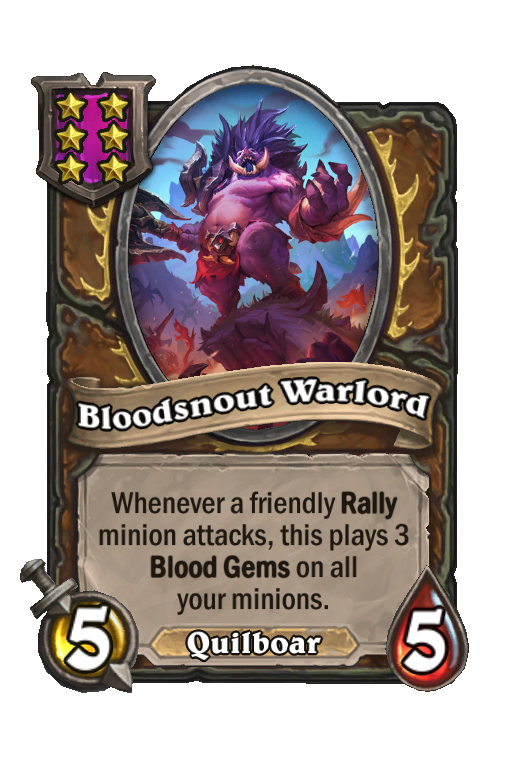 Bloodsnout Warlord
Whenever a friendly Rally
minion attacks, this plays 3
Blood Gems on all
your minions.
5
Quilboar
5